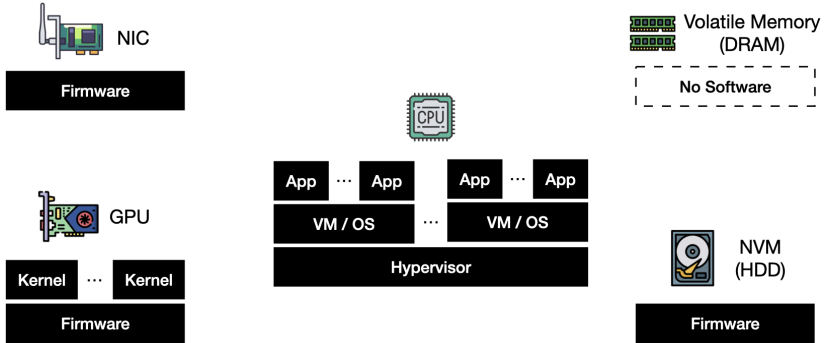 NIC
Firmware
Volatile Memory
(DRAM)
No Software
CPU
App ... App
App ... App
VM / OS ... VM / OS
Hypervisor
GPU
Kernel ... Kernel
Firmware
NVM
(HDD)
Firmware